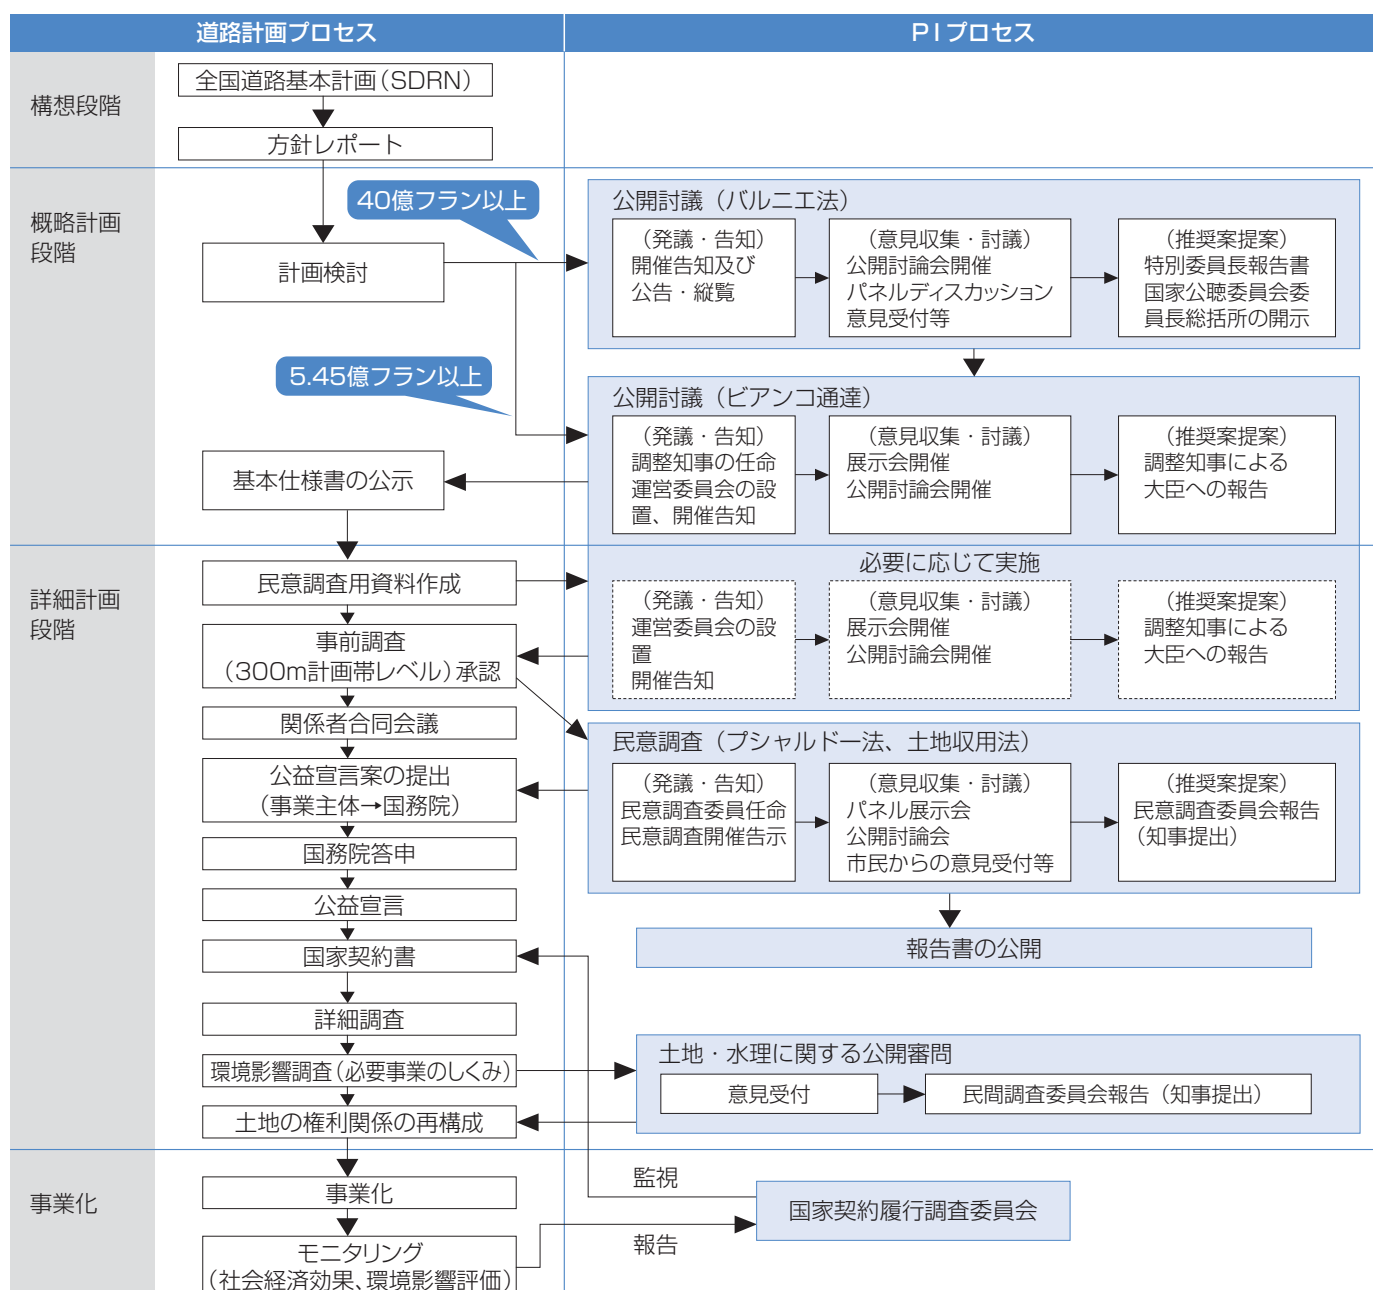 道路計画プロセス
PIプロセス
構想段階
全国道路基本計画(SDRN)
方針レポート
概略計画
段階
40億フラン以上
計画検討
5.45億フラン以上
基本仕様書の公示
公開討議(バルニエ法)
(発議・告知)
開催告知及び
公告・縦覧
(意見収集・討議)
公開討論会開催
パネルディスカッション
意見受付等
(推奨案提案)
特別委員長報告書
国家公聴委員会委
員長総括所の開示
公開討議(ビアンコ通達)
(発議・告知)
調整知事の任命
運営委員会の設
置、開催告知
(意見収集・討議)
展示会開催
公開討論会開催
(推奨案提案)
調整知事による
大臣への報告
詳細計画
段階
民意調査用資料作成
事前調査
(300m計画帯レベル)承認
関係者合同会議
公益宣言案の提出
(事業主体→国務院)
国務院答申
公益宣言
国家契約書
詳細調査
環境影響調査(必要事業のしくみ)
土地の権利関係の再構成
必要に応じて実施
(発議・告知)
運営委員会の設
置
開催告知
(意見収集・討議)
展示会開催
公開討論会開催
(推奨案提案)
調整知事による
大臣への報告
民意調査(プシャルドー法、土地収用法)
(発議・告知)
民意調査委員任命
民意調査開催告示
(意見収集・討議)
パネル展示会
公開討論会
市民からの意見受付等
(推奨案提案)
民意調査委員会報告
(知事提出)
報告書の公開
土地・水理に関する公開審問
意見受付
民間調査委員会報告(知事提出)
事業化
事業化
モニタリング
(社会経済効果、環境影響評価)
監視
報告
国家契約履行調査委員会